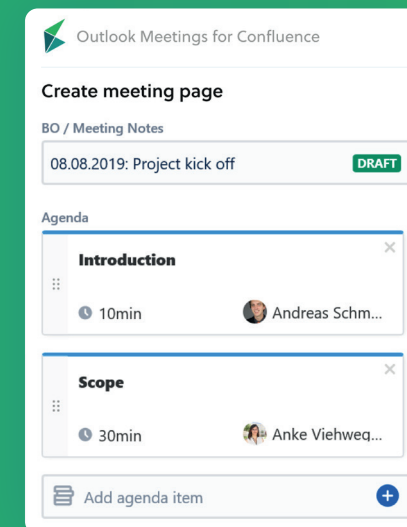 Outlook Meetings for Confluence
Create meeting page
BO / Meeting Notes
08.08.2019: Project kick off DRAFT
Agenda
Introduction
10min Andreas Schm...
Scope
30min Anke Viehweg...
Add agenda item